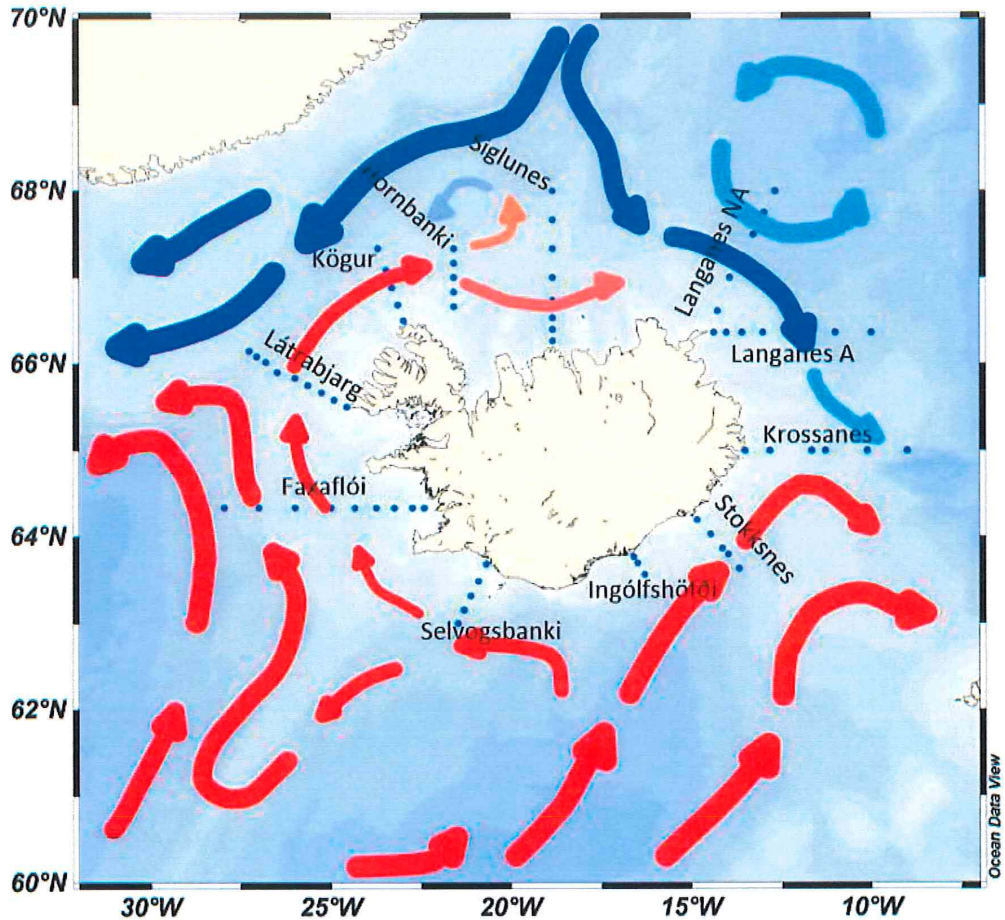 70°N
Siglunes
68°N
Hornbanki
Langanes NA
Kögur
Látrabjarg
Langanes A
66°N
Krossanes
Faxaflói
Stokksnes
64°N
Ingólfshöfði
Selvogsbanki
62°N
60°N
30°W
25°W
20°W
15°W
10°W
Ocean Data View